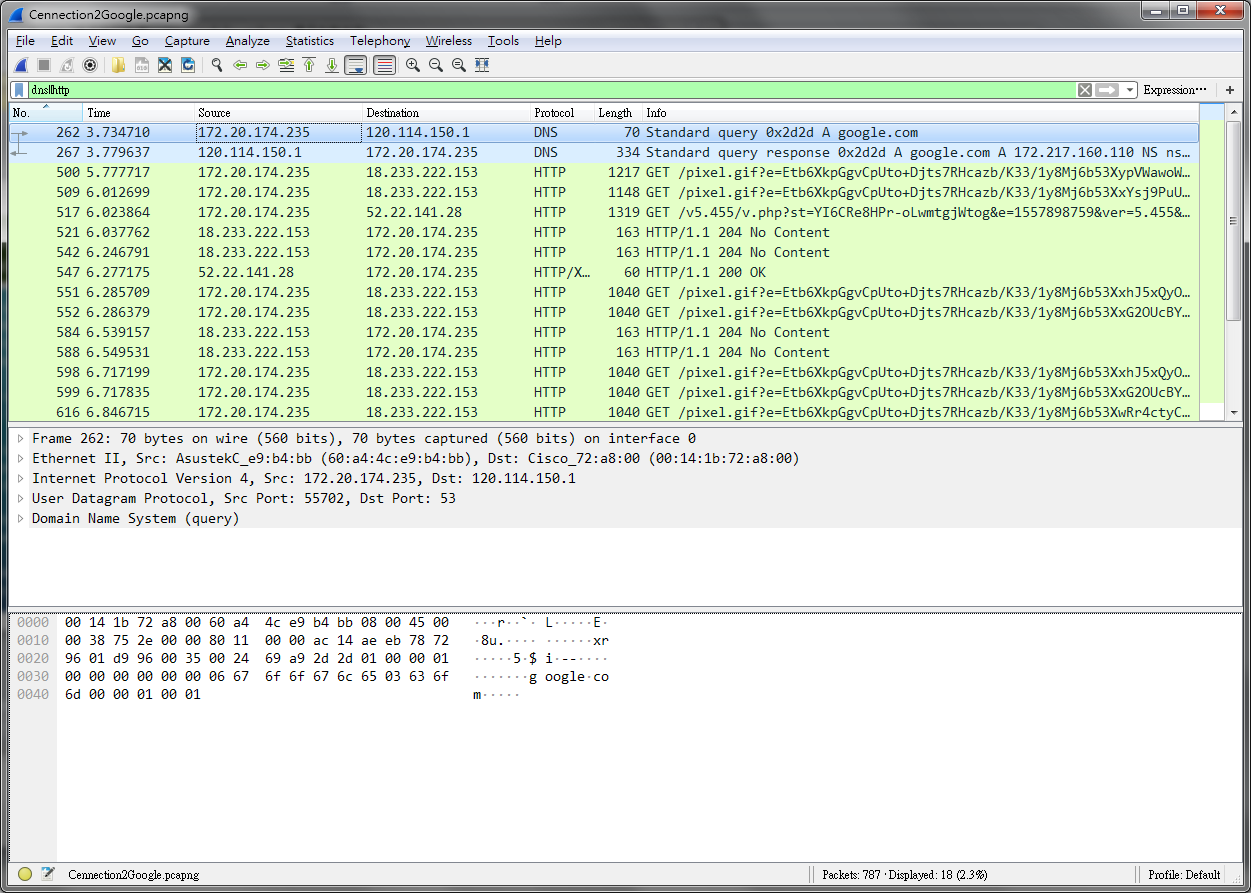 Cennection2Google.pcapng
File Edit View Go Capture Analyze Statistics Telephony Wireless Tools Help
dns||http Expression··· +
No. Time Source Destination Protocol Length Info
262 3.734710 172.20.174.235 120.114.150.1 DNS 70 Standard query 0x2d2d A google.com
267 3.779637 120.114.150.1 172.20.174.235 DNS 334 Standard query response 0x2d2d A google.com A 172.217.160.110 NS ns…
500 5.777717 172.20.174.235 18.233.222.153 HTTP 1217 GET /pixel.gif?e=Etb6XkpGgvCpUto+Djts7RHcazb/K33/1y8Mj6b53XypVWawoW…
509 6.012699 172.20.174.235 18.233.222.153 HTTP 1148 GET /pixel.gif?e=Etb6XkpGgvCpUto+Djts7RHcazb/K33/1y8Mj6b53XxYsj9PuU…
517 6.023864 172.20.174.235 52.22.141.28 HTTP 1319 GET /v5.455/v.php?st=YI6CRe8HPr-oLwmtgjWtog&e=1557898759&ver=5.455&…
521 6.037762 18.233.222.153 172.20.174.235 HTTP 163 HTTP/1.1 204 No Content
542 6.246791 18.233.222.153 172.20.174.235 HTTP 163 HTTP/1.1 204 No Content
547 6.277175 52.22.141.28 172.20.174.235 HTTP/X… 60 HTTP/1.1 200 OK
551 6.285709 172.20.174.235 18.233.222.153 HTTP 1040 GET /pixel.gif?e=Etb6XkpGgvCpUto+Djts7RHcazb/K33/1y8Mj6b53XxhJ5xQyO…
552 6.286379 172.20.174.235 18.233.222.153 HTTP 1040 GET /pixel.gif?e=Etb6XkpGgvCpUto+Djts7RHcazb/K33/1y8Mj6b53XxG2OUcBY…
584 6.539157 18.233.222.153 172.20.174.235 HTTP 163 HTTP/1.1 204 No Content
588 6.549531 18.233.222.153 172.20.174.235 HTTP 163 HTTP/1.1 204 No Content
598 6.717199 172.20.174.235 18.233.222.153 HTTP 1040 GET /pixel.gif?e=Etb6XkpGgvCpUto+Djts7RHcazb/K33/1y8Mj6b53XxhJ5xQyO…
599 6.717835 172.20.174.235 18.233.222.153 HTTP 1040 GET /pixel.gif?e=Etb6XkpGgvCpUto+Djts7RHcazb/K33/1y8Mj6b53XxG2OUcBY…
616 6.846715 172.20.174.235 18.233.222.153 HTTP 1040 GET /pixel.gif?e=Etb6XkpGgvCpUto+Djts7RHcazb/K33/1y8Mj6b53XwRr4ctyC…
Frame 262: 70 bytes on wire (560 bits), 70 bytes captured (560 bits) on interface 0
Ethernet II, Src: AsustekC_e9:b4:bb (60:a4:4c:e9:b4:bb), Dst: Cisco_72:a8:00 (00:14:1b:72:a8:00)
Internet Protocol Version 4, Src: 172.20.174.235, Dst: 120.114.150.1
User Datagram Protocol, Src Port: 55702, Dst Port: 53
Domain Name System (query)
0000 00 14 1b 72 a8 00 60 a4 4c e9 b4 bb 08 00 45 00 ···r··`· L·····E·
0010 00 38 75 2e 00 00 80 11 00 00 ac 14 ae eb 78 72 ·8u.···· ······xr
0020 96 01 d9 96 00 35 00 24 69 a9 2d 2d 01 00 00 01 ·····5·$ i·--····
0030 00 00 00 00 00 00 06 67 6f 6f 67 6c 65 03 63 6f ·······g oogle·co
0040 6d 00 00 01 00 01 m·····
Cennection2Google.pcapng Packets: 787 · Displayed: 18 (2.3%) Profile: Default